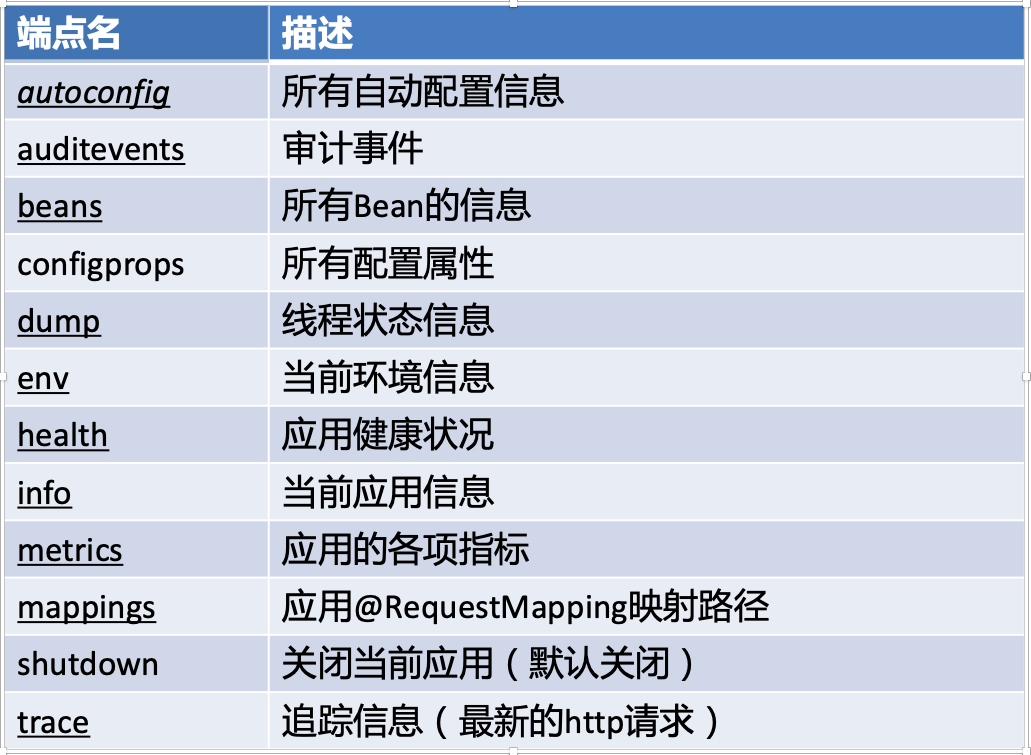 端点名 描述
autoconfig 所有自动配置信息
auditevents 审计事件
beans 所有Bean的信息
configprops 所有配置属性
dump 线程状态信息
env 当前环境信息
health 应用健康状况
info 当前应用信息
metrics 应用的各项指标
mappings 应用@RequestMapping映射路径
shutdown 关闭当前应用（默认关闭）
trace 追踪信息（最新的http请求）